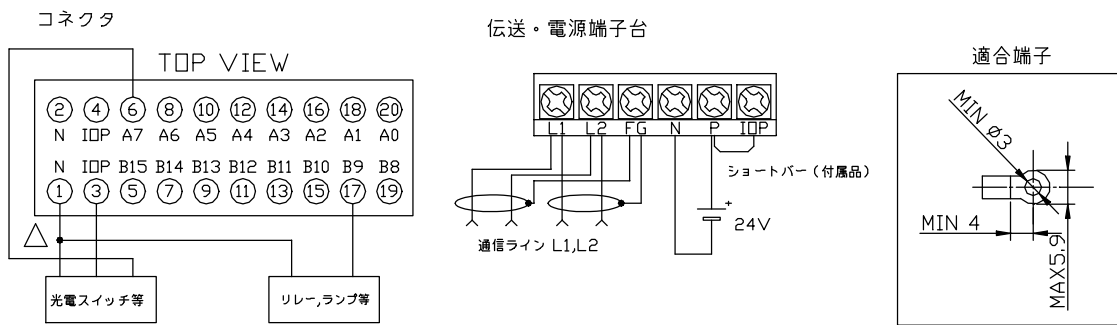 コネクタ
TOP VIEW
2 4 6 8 10 12 14 16 18 20
N IOP A7 A6 A5 A4 A3 A2 A1 A0
N IOP B15 B14 B13 B12 B11 B10 B9 B8
1 3 5 7 9 11 13 15 17 19
光電スイッチ等
リレー,ランプ等
伝送・電源端子台
L1 L2 FG N P IOP
ショートバー(付属品)
+
24V
通信ライン L1,L2
適合端子
MIN ø3
MIN 4
MAX5,9